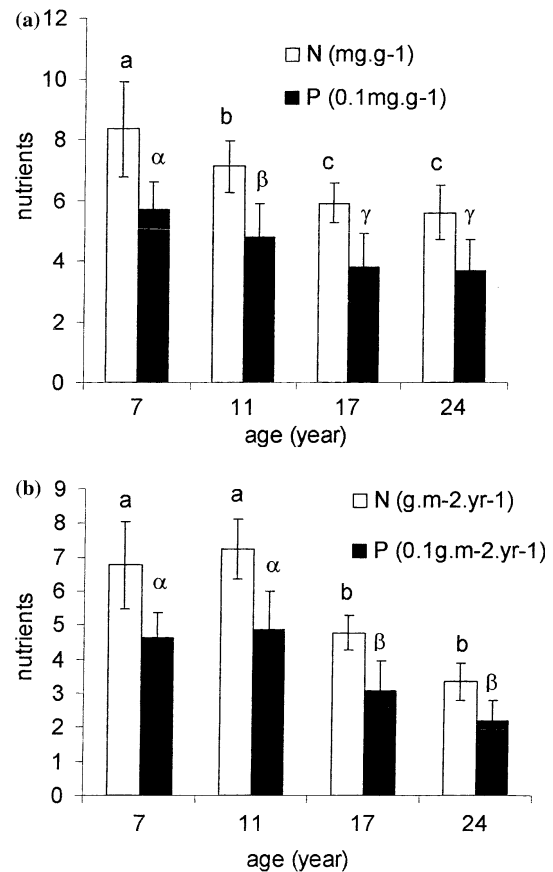 (a)
12
10
8
6
4
2
0
nutrients
N (mg.g-1)
P (0.1mg.g-1)
a
α
b
β
c
γ
c
γ
7 11 17 24
age (year)
(b)
9
8
7
6
5
4
3
2
1
0
nutrients
N (g.m-2.yr-1)
P (0.1g.m-2.yr-1)
a
α
a
α
b
β
b
β
7 11 17 24
age (year)